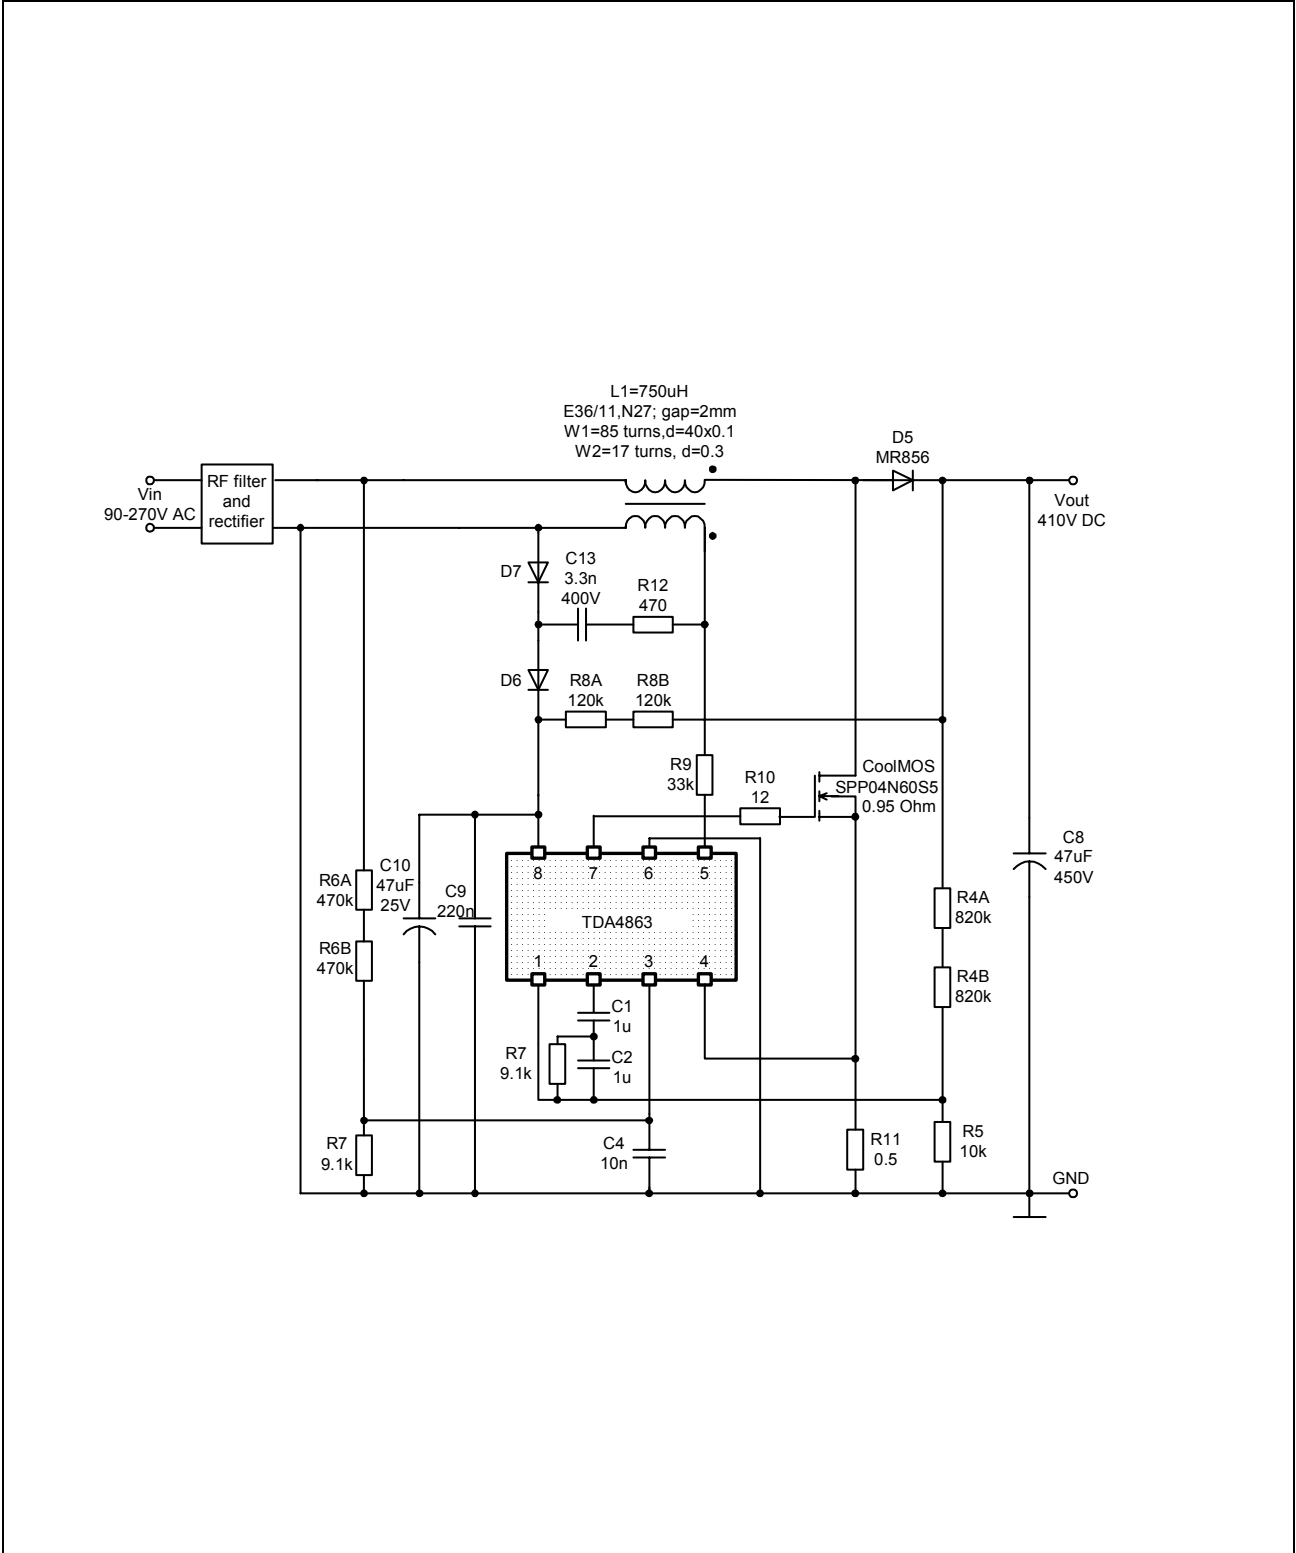 L1=750uH
E36/11,N27; gap=2mm
W1=85 turns,d=40x0.1
W2=17 turns, d=0.3
D5
MR856
RF filter
and
rectifier
Vin
90-270V AC
Vout
410V DC
D7
C13
3.3n
400V
R12
470
D6
R8A
120k
R8B
120k
R9
33k
R10
12
CoolMOS
SPP04N60S5
0.95 Ohm
C8
47uF
450V
8
7
6
5
R6A
470k
C10
47uF
25V
C9
220n
R4A
820k
TDA4863
R6B
470k
1
2
3
4
R4B
820k
C1
1u
R7
9.1k
C2
1u
R7
9.1k
C4
10n
R11
0.5
R5
10k
GND